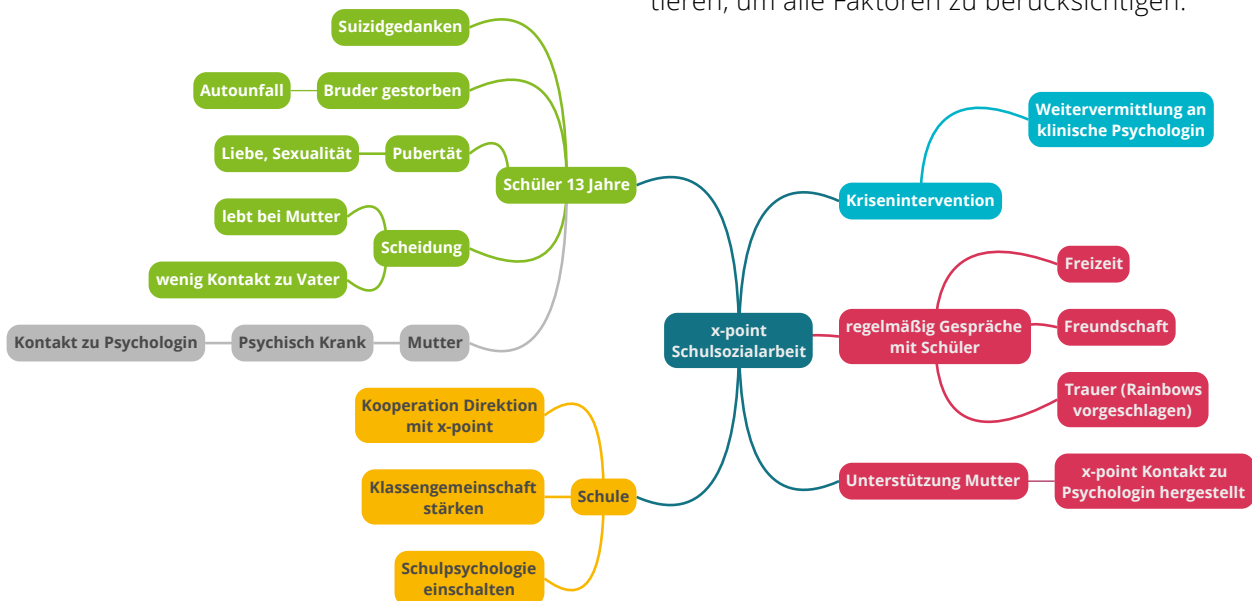 tieren, um alle Faktoren zu berücksichtigen.
Suizidgedanken
Autounfall
Bruder gestorben
Liebe, Sexualität
Pubertät
Schüler 13 Jahre
lebt bei Mutter
Scheidung
wenig Kontakt zu Vater
Kontakt zu Psychologin
Psychisch Krank
Mutter
Kooperation Direktion
mit x-point
Klassengemeinschaft
stärken
Schule
Schulpsychologie
einschalten
x-point
Schulsozialarbeit
Weitervermittlung an
klinische Psychologin
Krisenintervention
Freizeit
regelmäßig Gespräche
mit Schüler
Freundschaft
Trauer (Rainbows
vorgeschlagen)
Unterstützung Mutter
x-point Kontakt zu
Psychologin hergestellt